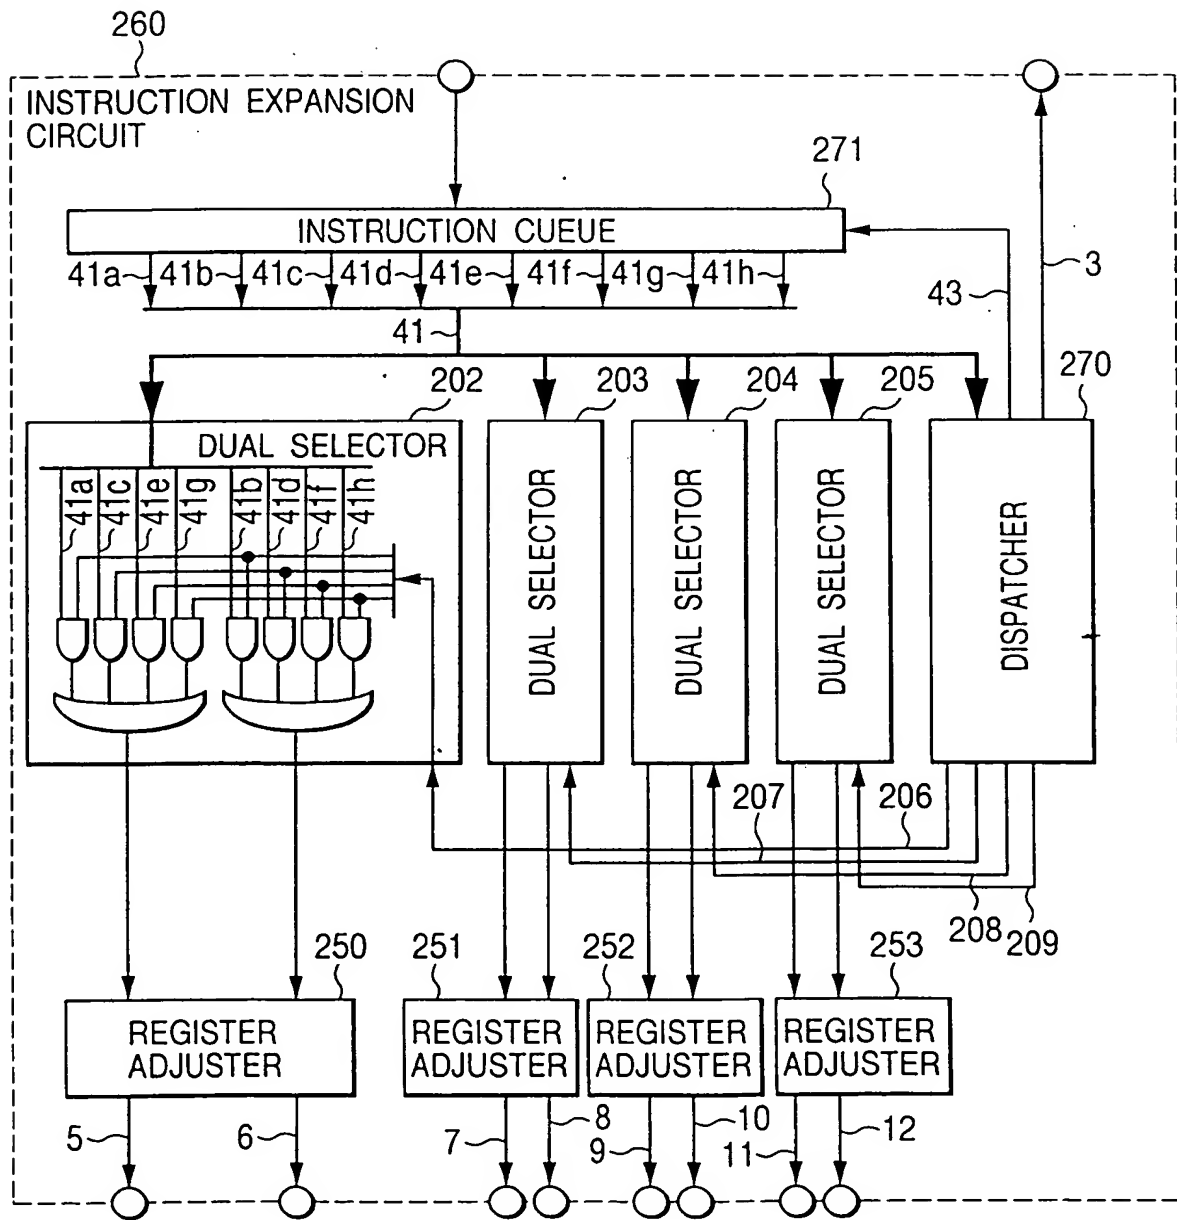 260
INSTRUCTION EXPANSION
CIRCUIT
271
INSTRUCTION CUEUE
41a 41b 41c 41d 41e 41f 41g 41h
43
3
41
202
203
204
205
270
DUAL SELECTOR
41a 41c 41e 41g 41b 41d 41f 41h
DUAL SELECTOR
DUAL SELECTOR
DUAL SELECTOR
DISPATCHER
207
206
208
209
250
251
252
253
REGISTER
ADJUSTER
REGISTER
ADJUSTER
REGISTER
ADJUSTER
REGISTER
ADJUSTER
5
6
7
8
9
10
11
12